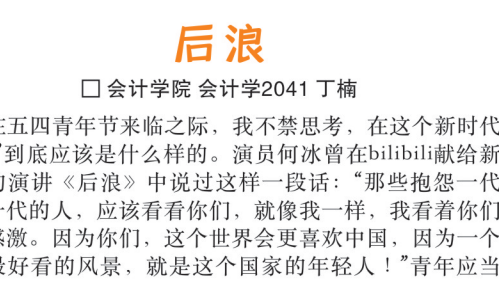 后浪
□ 会计学院 会计学2041 丁楠
在五四青年节来临之际，我不禁思考，在这个新时代
”到底应该是什么样的。演员何冰曾在bilibili献给新
的演讲《后浪》中说过这样一段话：“那些抱怨一代
一代的人，应该看看你们，就像我一样，我看着你们
感激。因为你们，这个世界会更喜欢中国，因为一个
最好看的风景，就是这个国家的年轻人！”青年应当